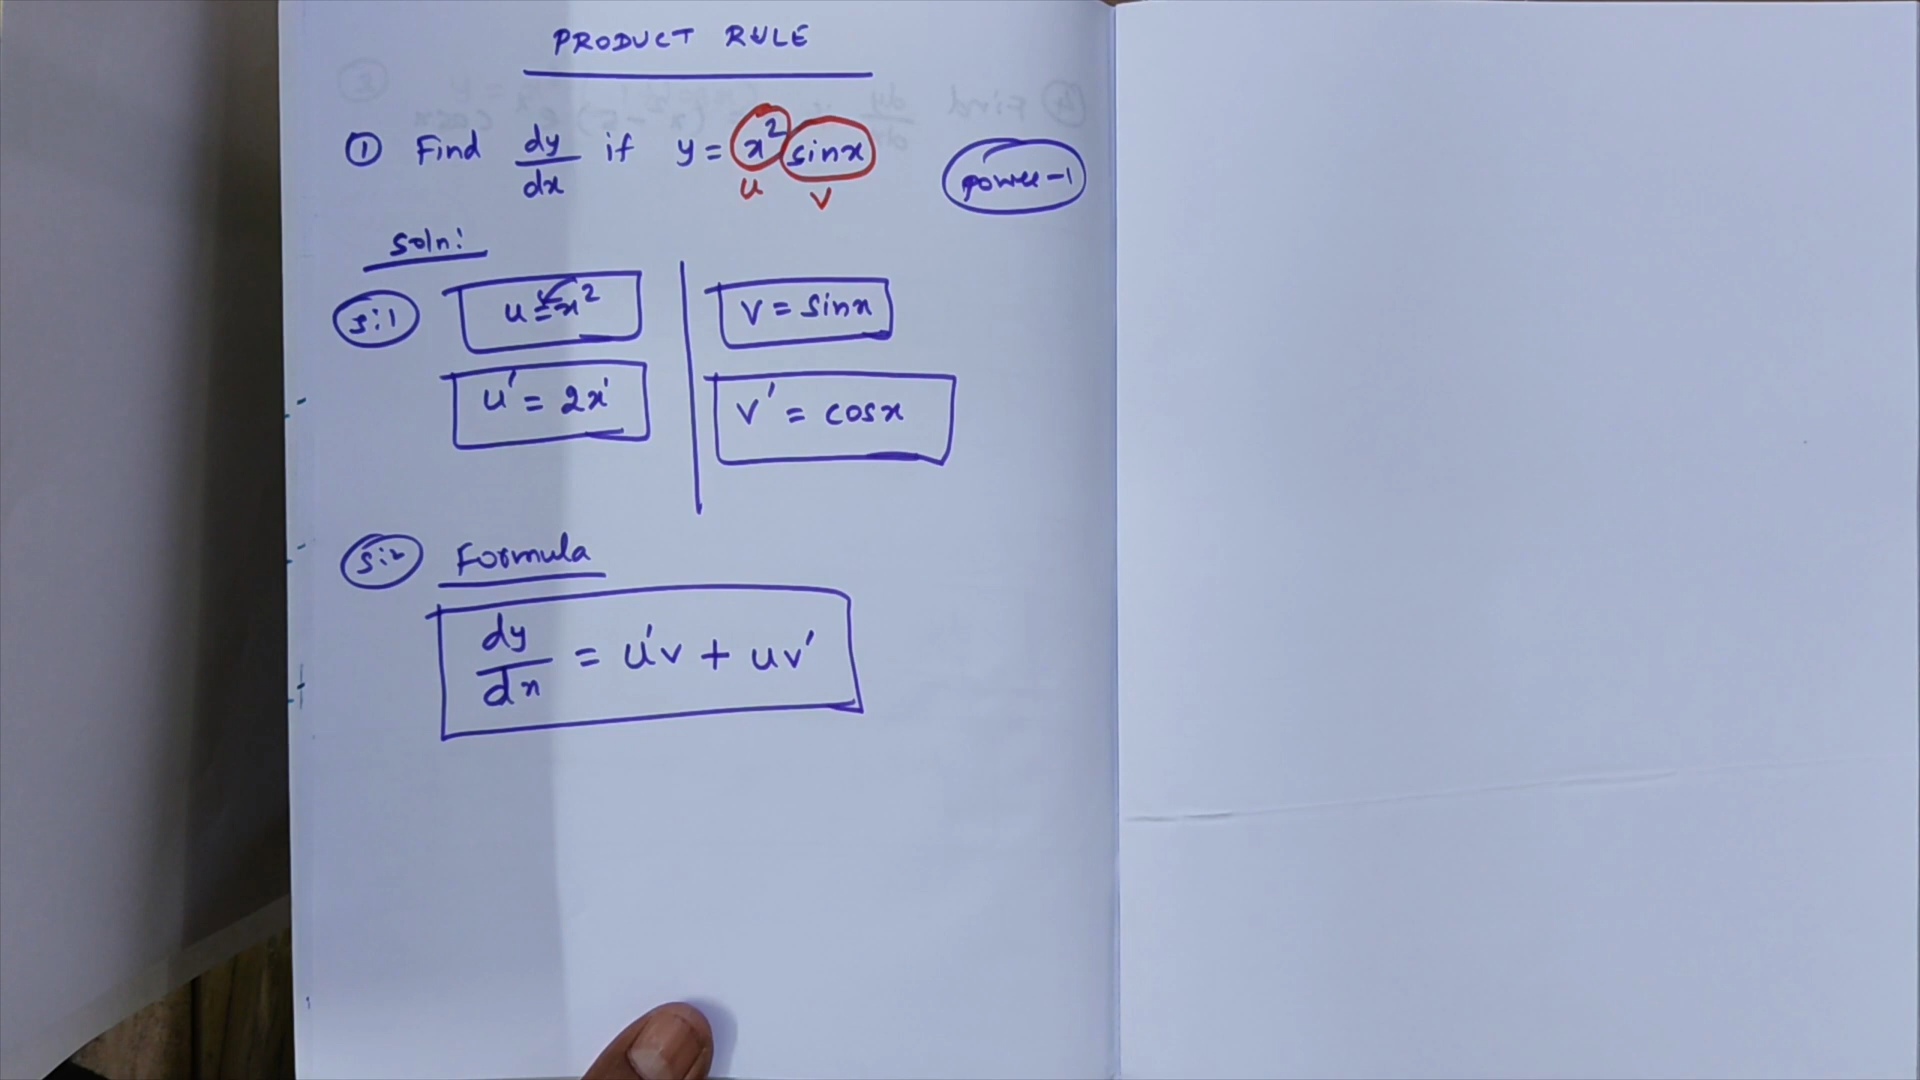 PRODUCT RULE
① Find dy/dx if y = x² sinx
u v
power-1
Soln:
S:1 u = x² v = sinx
u' = 2x' v' = cosx
S:2 Formula
dy/dx = u'v + uv'